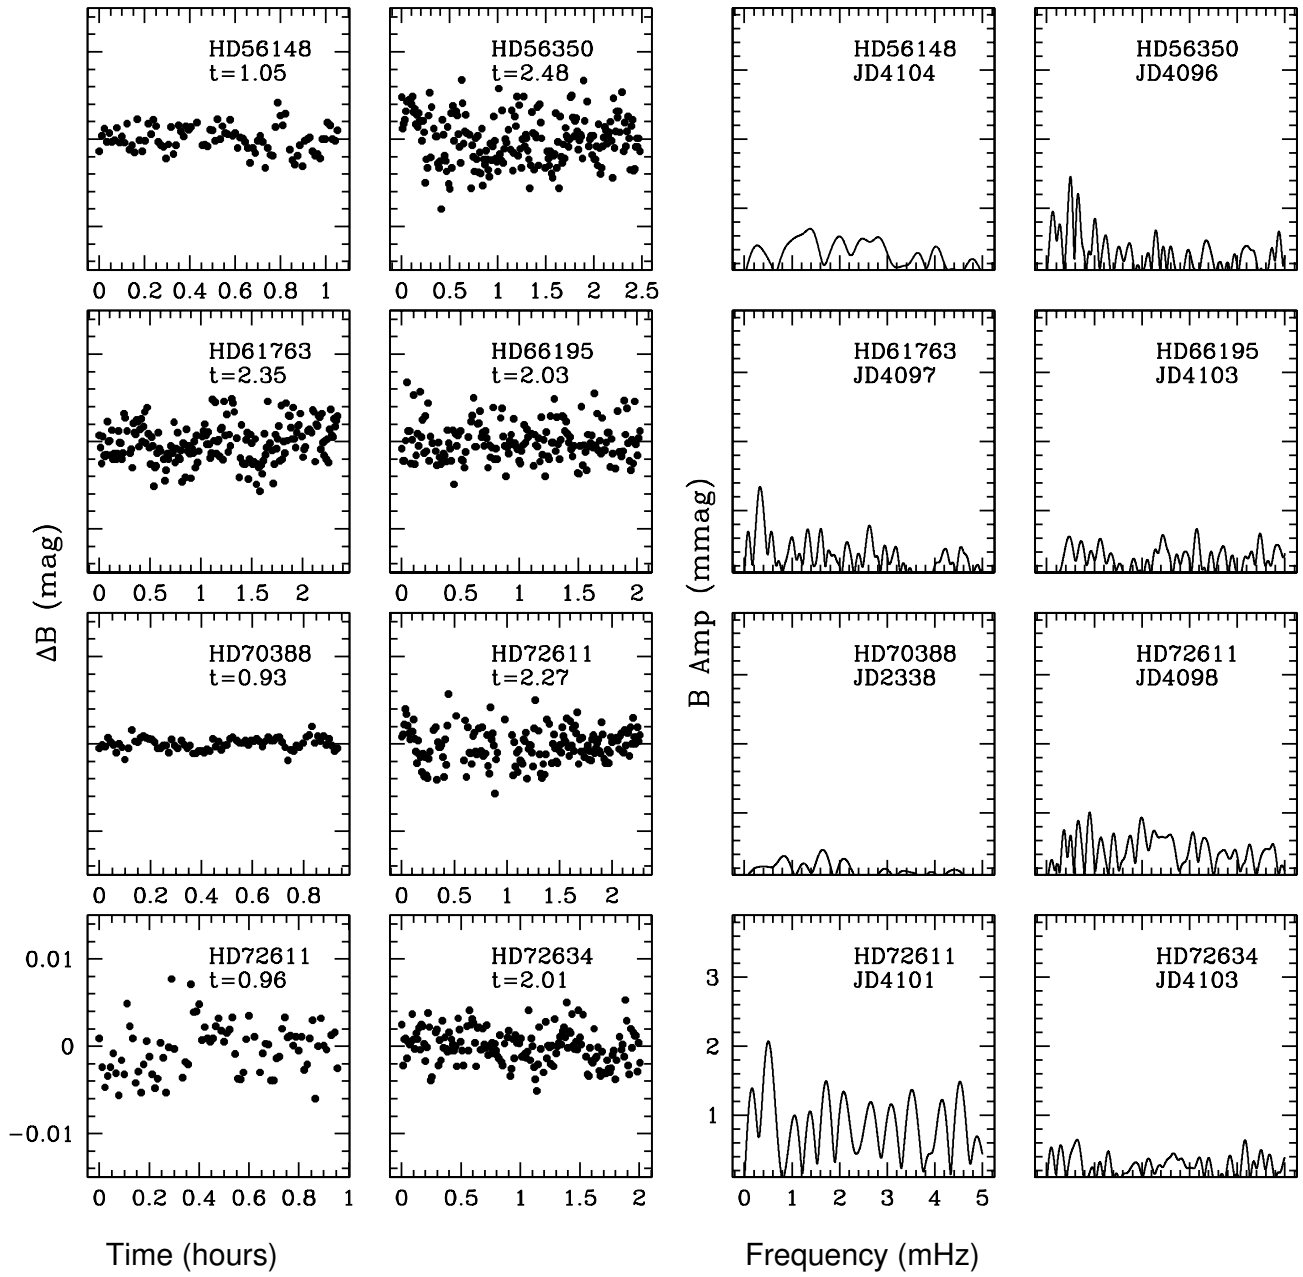 HD56148
t=1.05
HD56350
t=2.48
HD56148
JD4104
HD56350
JD4096
0 0.2 0.4 0.6 0.8 1
0 0.5 1 1.5 2 2.5
HD61763
t=2.35
HD66195
t=2.03
HD61763
JD4097
HD66195
JD4103
0 0.5 1 1.5 2
0 0.5 1 1.5 2
ΔB (mag)
B Amp (mmag)
HD70388
t=0.93
HD72611
t=2.27
HD70388
JD2338
HD72611
JD4098
0 0.2 0.4 0.6 0.8
0 0.5 1 1.5 2
HD72611
t=0.96
HD72634
t=2.01
HD72611
JD4101
HD72634
JD4103
0.01
0
−0.01
3
2
1
0 0.2 0.4 0.6 0.8 1
0 0.5 1 1.5 2
0 1 2 3 4 5
Time (hours)
Frequency (mHz)